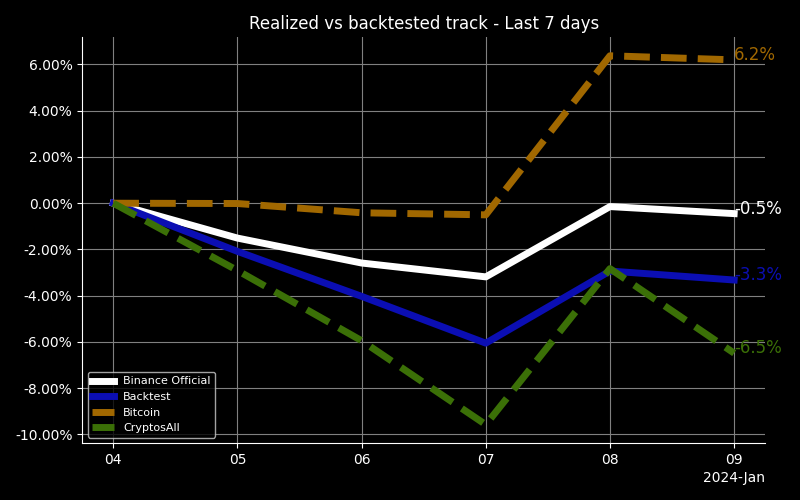 Realized vs backtested track - Last 7 days
6.00%
4.00%
2.00%
0.00%
-2.00%
-4.00%
-6.00%
-8.00%
-10.00%
6.2%
-0.5%
-3.3%
-6.5%
Binance Official
Backtest
Bitcoin
CryptosAll
04 05 06 07 08 09
2024-Jan